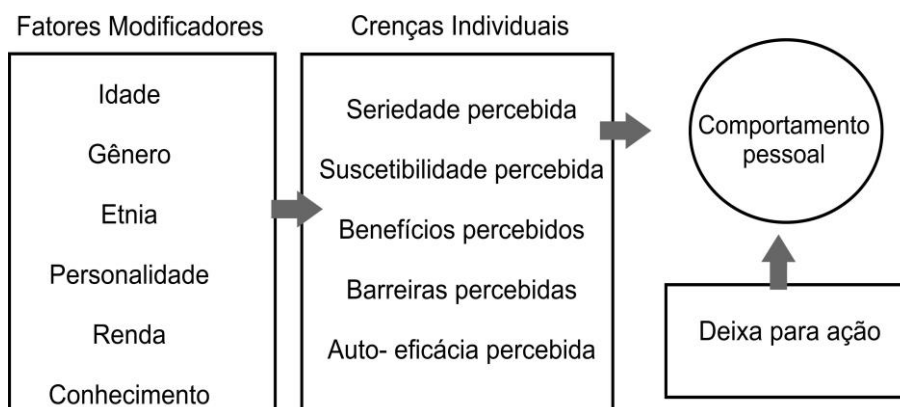 Fatores Modificadores
Idade
Gênero
Etnia
Personalidade
Renda
Conhecimento
Crenças Individuais
Seriedade percebida
Suscetibilidade percebida
Benefícios percebidos
Barreiras percebidas
Auto- eficácia percebida
Comportamento
pessoal
Deixa para ação